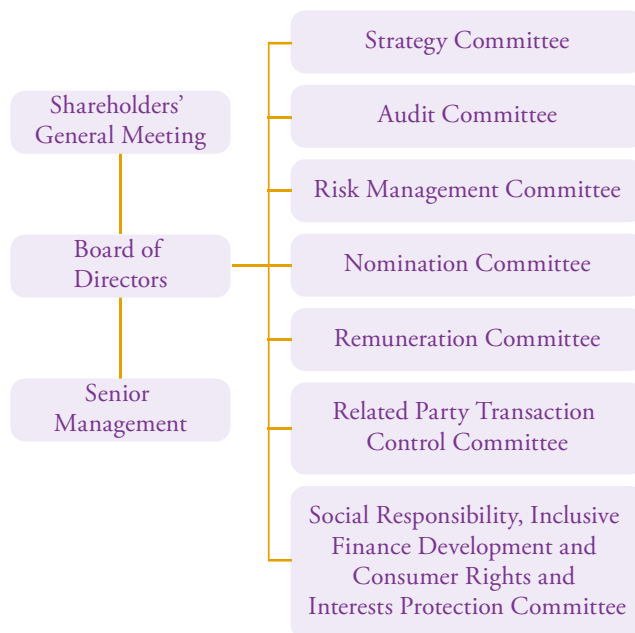 Shareholders'
General Meeting
Board of
Directors
Senior
Management
Strategy Committee
Audit Committee
Risk Management Committee
Nomination Committee
Remuneration Committee
Related Party Transaction
Control Committee
Social Responsibility, Inclusive
Finance Development and
Consumer Rights and
Interests Protection Committee